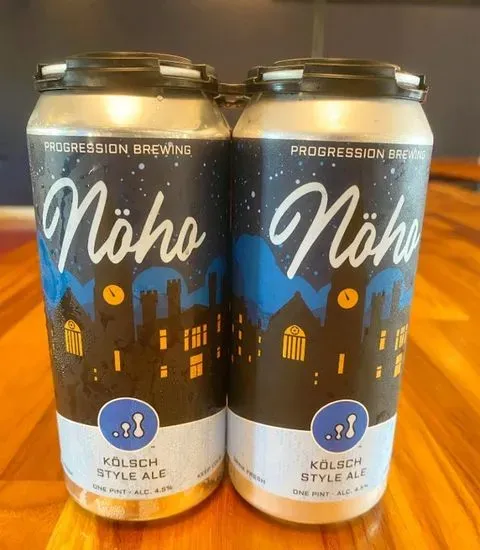 PROGRESSION BREWING
Nöho
KÖLSCH
STYLE ALE
ONE PINT - ALC. 4.5%
PROGRESSION BREWING
Nöho
FRESH
KÖLSCH
STYLE ALE
ONE PINT - ALC. 4.5%